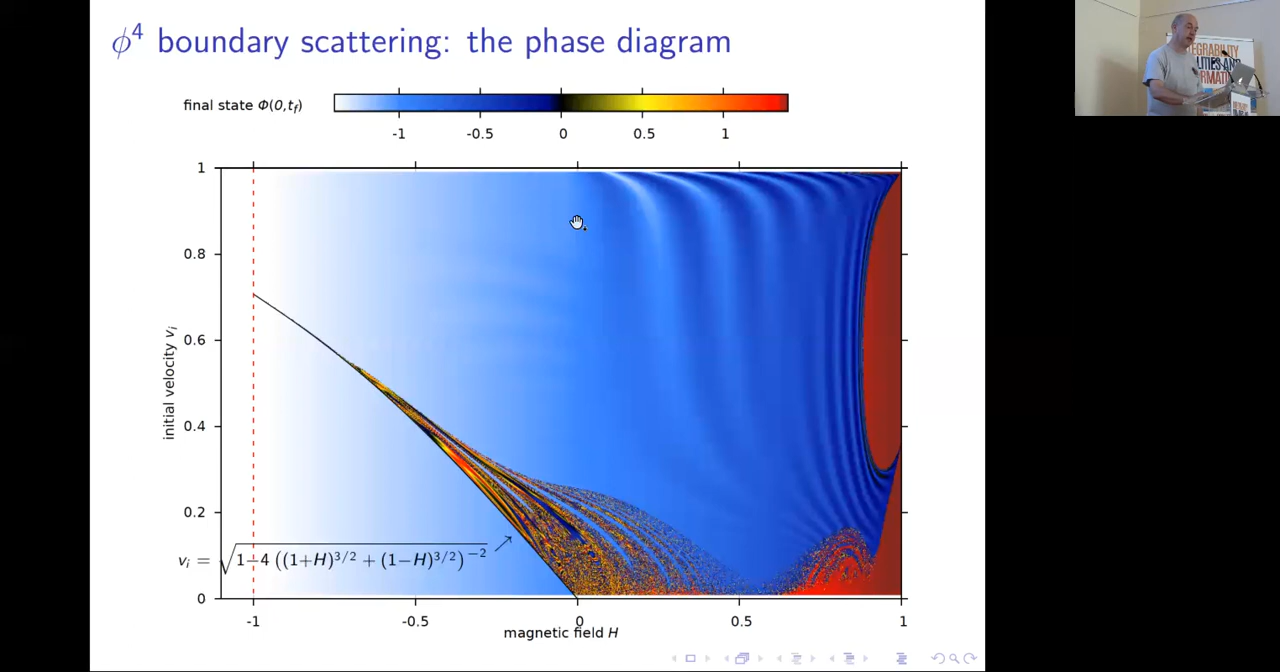 ϕ⁴ boundary scattering: the phase diagram
final state Φ(0,t_f)
-1 -0.5 0 0.5 1
initial velocity v_i
1
0.8
0.6
0.4
0.2
0
v_i = √(1−4 ((1+H)^{3/2} + (1−H)^{3/2})^{−2})
-1 -0.5 0 0.5 1
magnetic field H